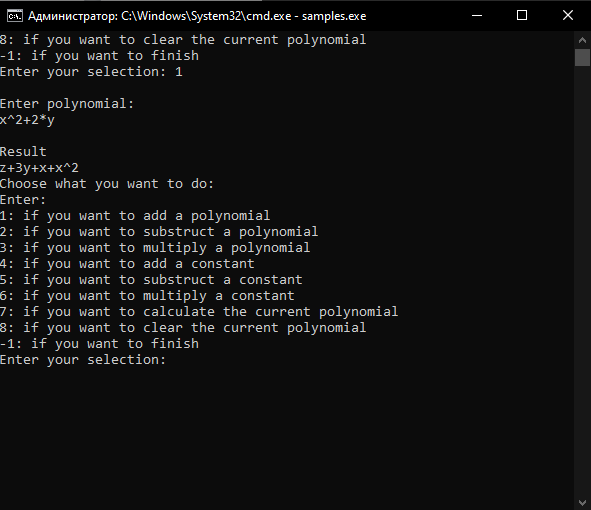 Администратор: C:\Windows\System32\cmd.exe - samples.exe
8: if you want to clear the current polynomial
-1: if you want to finish
Enter your selection: 1
Enter polynomial:
x^2+2*y
Result
z+3y+x+x^2
Choose what you want to do:
Enter:
1: if you want to add a polynomial
2: if you want to substruct a polynomial
3: if you want to multiply a polynomial
4: if you want to add a constant
5: if you want to substruct a constant
6: if you want to multiply a constant
7: if you want to calculate the current polynomial
8: if you want to clear the current polynomial
-1: if you want to finish
Enter your selection: